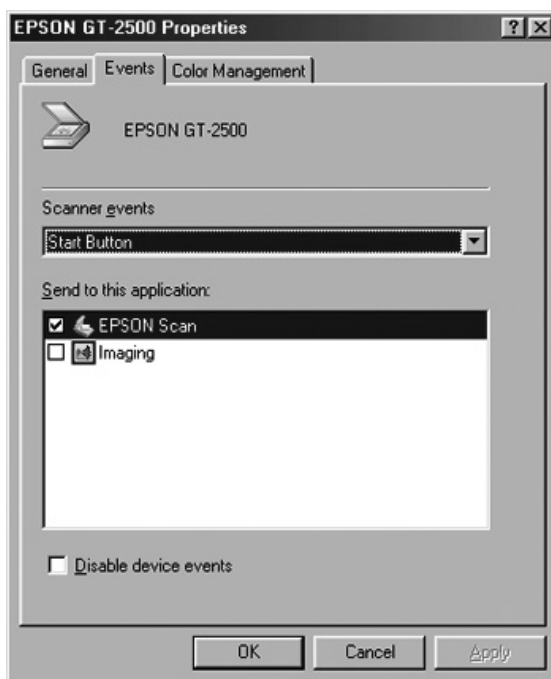 EPSON GT-2500 Properties
General Events Color Management
EPSON GT-2500
Scanner events
Start Button
Send to this application:
EPSON Scan
Imaging
Disable device events
OK Cancel Apply